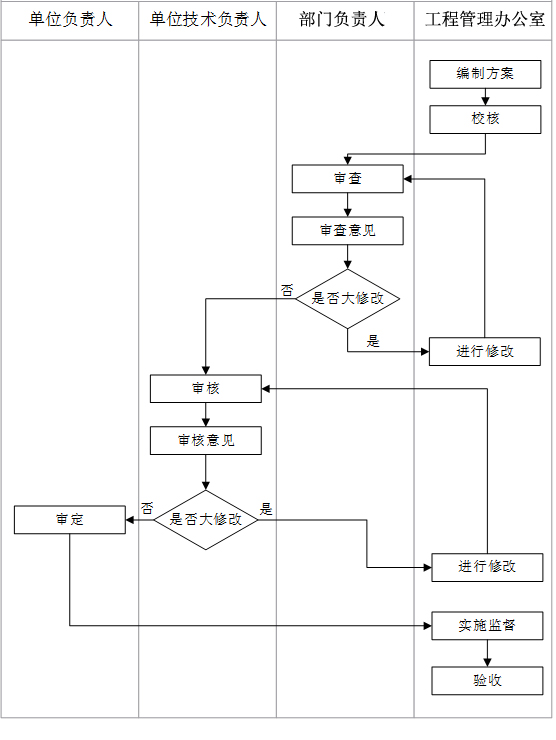 单位负责人
单位技术负责人
部门负责人
工程管理办公室
编制方案
校核
审查
审查意见
否
是否大修改
是
进行修改
审核
审核意见
否
是
审定
是否大修改
进行修改
实施监督
验收